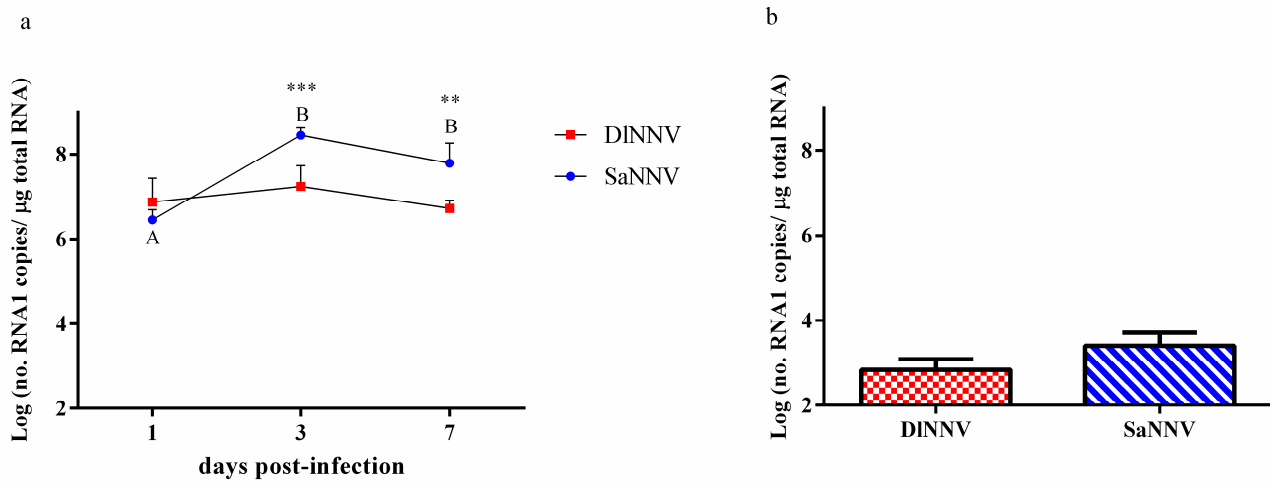 a
Log (no. RNA1 copies/ µg total RNA)
8
6
4
2
***
B
**
B
A
1 3 7
days post-infection
DlNNV
SaNNV
b
Log (no. RNA1 copies/ µg total RNA)
8
6
4
2
DlNNV SaNNV